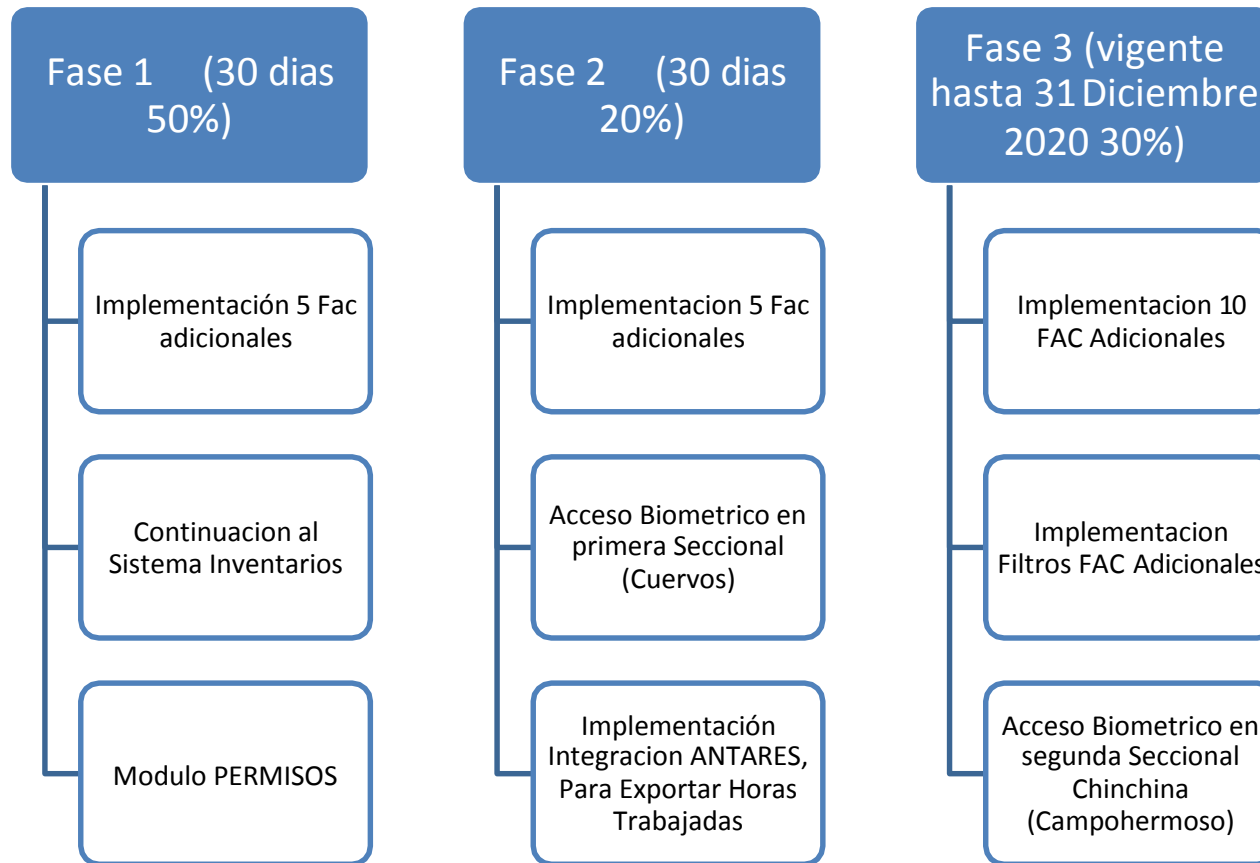 Fase 1 (30 dias
50%)
Implementación 5 Fac
adicionales
Continuacion al
Sistema Inventarios
Modulo PERMISOS
Fase 2 (30 dias
20%)
Implementacion 5 Fac
adicionales
Acceso Biometrico en
primera Seccional
(Cuervos)
Implementación
Integracion ANTARES,
Para Exportar Horas
Trabajadas
Fase 3 (vigente
hasta 31 Diciembre
2020 30%)
Implementacion 10
FAC Adicionales
Implementacion
Filtros FAC Adicionales
Acceso Biometrico en
segunda Seccional
Chinchina
(Campohermoso)